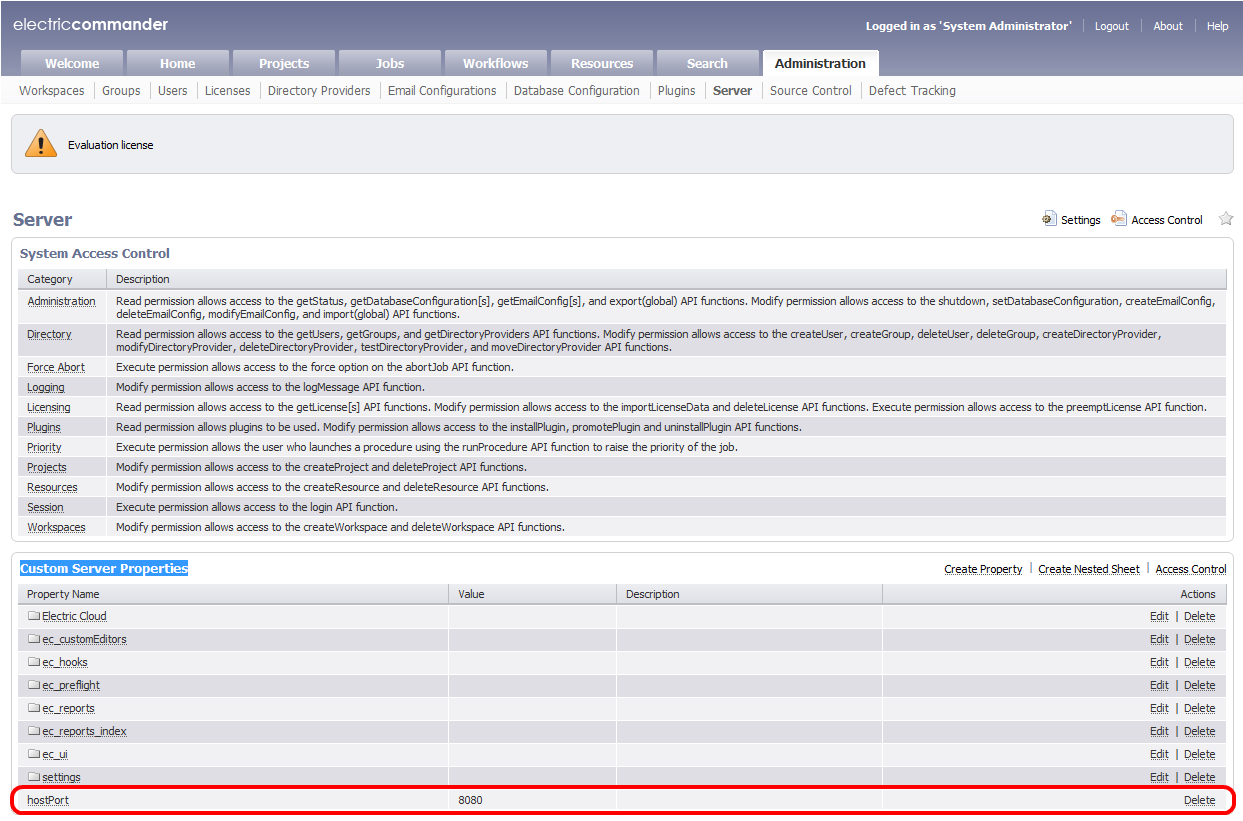 electriccommander
Logged in as 'System Administrator' Logout About Help
Welcome Home Projects Jobs Workflows Resources Search Administration
Workspaces Groups Users Licenses Directory Providers Email Configurations Database Configuration Plugins Server Source Control Defect Tracking
Evaluation license
Server
Settings Access Control
System Access Control
Category Description
Administration Read permission allows access to the getStatus, getDatabaseConfiguration[s], getEmailConfig[s], and export(global) API functions. Modify permission allows access to the shutdown, setDatabaseConfiguration, createEmailConfig,
deleteEmailConfig, modifyEmailConfig, and import(global) API functions.
Directory Read permission allows access to the getUsers, getGroups, and getDirectoryProviders API functions. Modify permission allows access to the createUser, createGroup, deleteUser, deleteGroup, createDirectoryProvider,
modifyDirectoryProvider, deleteDirectoryProvider, testDirectoryProvider, and moveDirectoryProvider API functions.
Force Abort Execute permission allows access to the force option on the abortJob API function.
Logging Modify permission allows access to the logMessage API function.
Licensing Read permission allows access to the getLicense[s] API functions. Modify permission allows access to the importLicenseData and deleteLicense API functions. Execute permission allows access to the preemptLicense API function.
Plugins Read permission allows plugins to be used. Modify permission allows access to the installPlugin, promotePlugin and uninstallPlugin API functions.
Priority Execute permission allows the user who launches a procedure using the runProcedure API function to raise the priority of the job.
Projects Modify permission allows access to the createProject and deleteProject API functions.
Resources Modify permission allows access to the createResource and deleteResource API functions.
Session Execute permission allows access to the login API function.
Workspaces Modify permission allows access to the createWorkspace and deleteWorkspace API functions.
Custom Server Properties Create Property | Create Nested Sheet | Access Control
Property Name Value Description Actions
Electric Cloud Edit | Delete
ec_customEditors Edit | Delete
ec_hooks Edit | Delete
ec_preflight Edit | Delete
ec_reports Edit | Delete
ec_reports_index Edit | Delete
ec_ui Edit | Delete
settings Edit | Delete
hostPort 8080 Delete